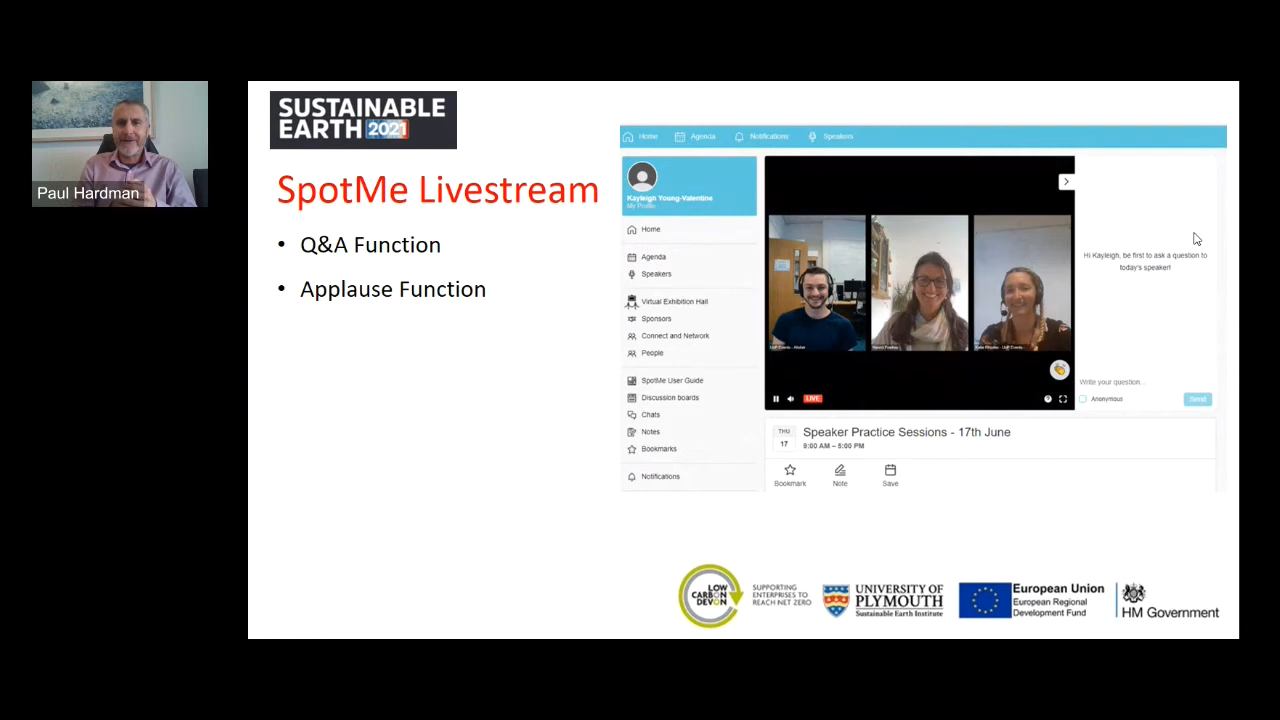 Paul Hardman
SUSTAINABLE
EARTH 2021
SpotMe Livestream
• Q&A Function
• Applause Function
Home
Agenda
Notifications
Speakers
Kayleigh Young-Valentine
My Profile
Home
Agenda
Speakers
Virtual Exhibition Hall
Sponsors
Connect and Network
People
SpotMe User Guide
Discussion boards
Chats
Notes
Bookmarks
Notifications
LIVE
Hi Kayleigh, be first to ask a question to
today's speaker!
Write your question...
Anonymous
Send
THU
17
Speaker Practice Sessions - 17th June
9:00 AM – 5:00 PM
Bookmark
Note
Save
LOW
CARBON
DEVON
SUPPORTING
ENTERPRISES TO
REACH NET ZERO
UNIVERSITY OF
PLYMOUTH
Sustainable Earth Institute
European Union
European Regional
Development Fund
HM Government